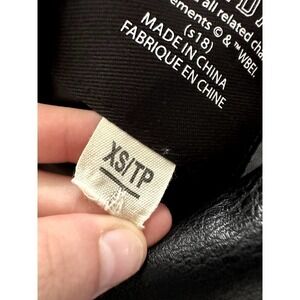 all related cha
ements © & ™ WBEI.
(s18)
MADE IN CHINA
FABRIQUÉ EN CHINE
XS/TP